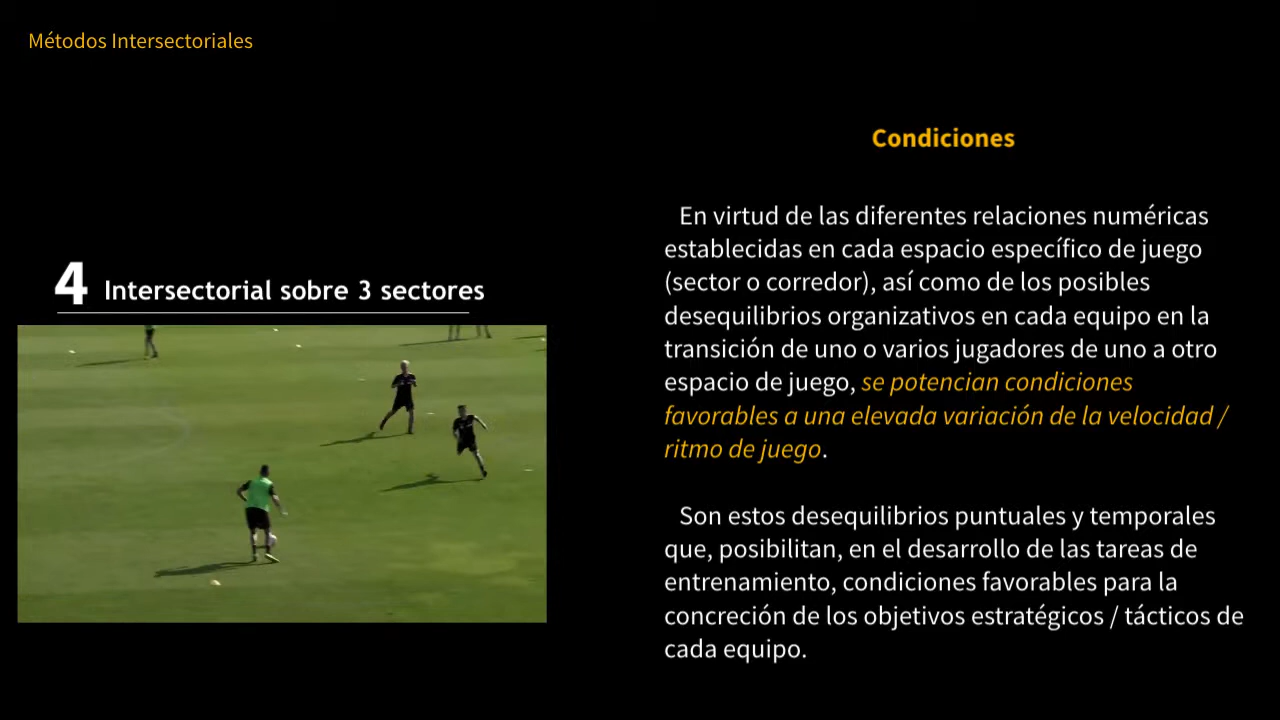 Métodos Intersectoriales
4 Intersectorial sobre 3 sectores
Condiciones
En virtud de las diferentes relaciones numéricas
establecidas en cada espacio específico de juego
(sector o corredor), así como de los posibles
desequilibrios organizativos en cada equipo en la
transición de uno o varios jugadores de uno a otro
espacio de juego, se potencian condiciones
favorables a una elevada variación de la velocidad /
ritmo de juego.
Son estos desequilibrios puntuales y temporales
que, posibilitan, en el desarrollo de las tareas de
entrenamiento, condiciones favorables para la
concreción de los objetivos estratégicos / tácticos de
cada equipo.